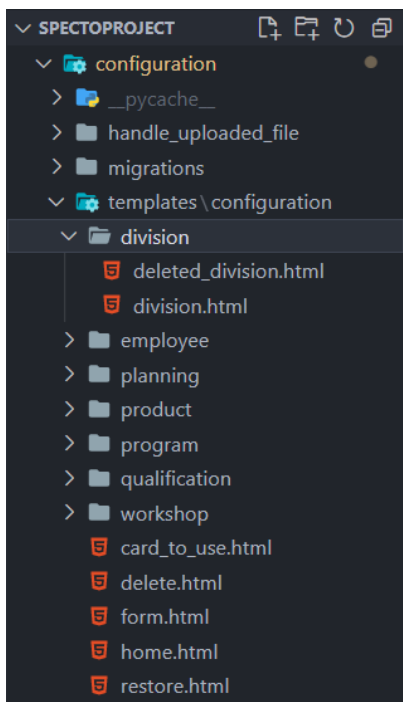 SPECTOPROJECT
configuration
__pycache__
handle_uploaded_file
migrations
templates\configuration
division
deleted_division.html
division.html
employee
planning
product
program
qualification
workshop
card_to_use.html
delete.html
form.html
home.html
restore.html